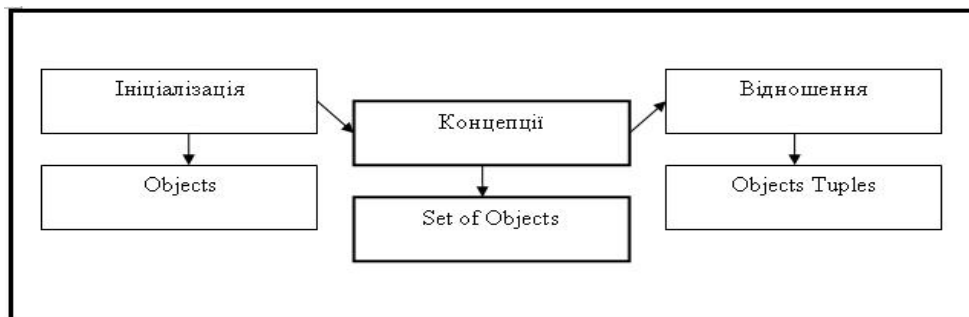 Ініціалізація
Концепції
Відношення
Objects
Set of Objects
Objects Tuples